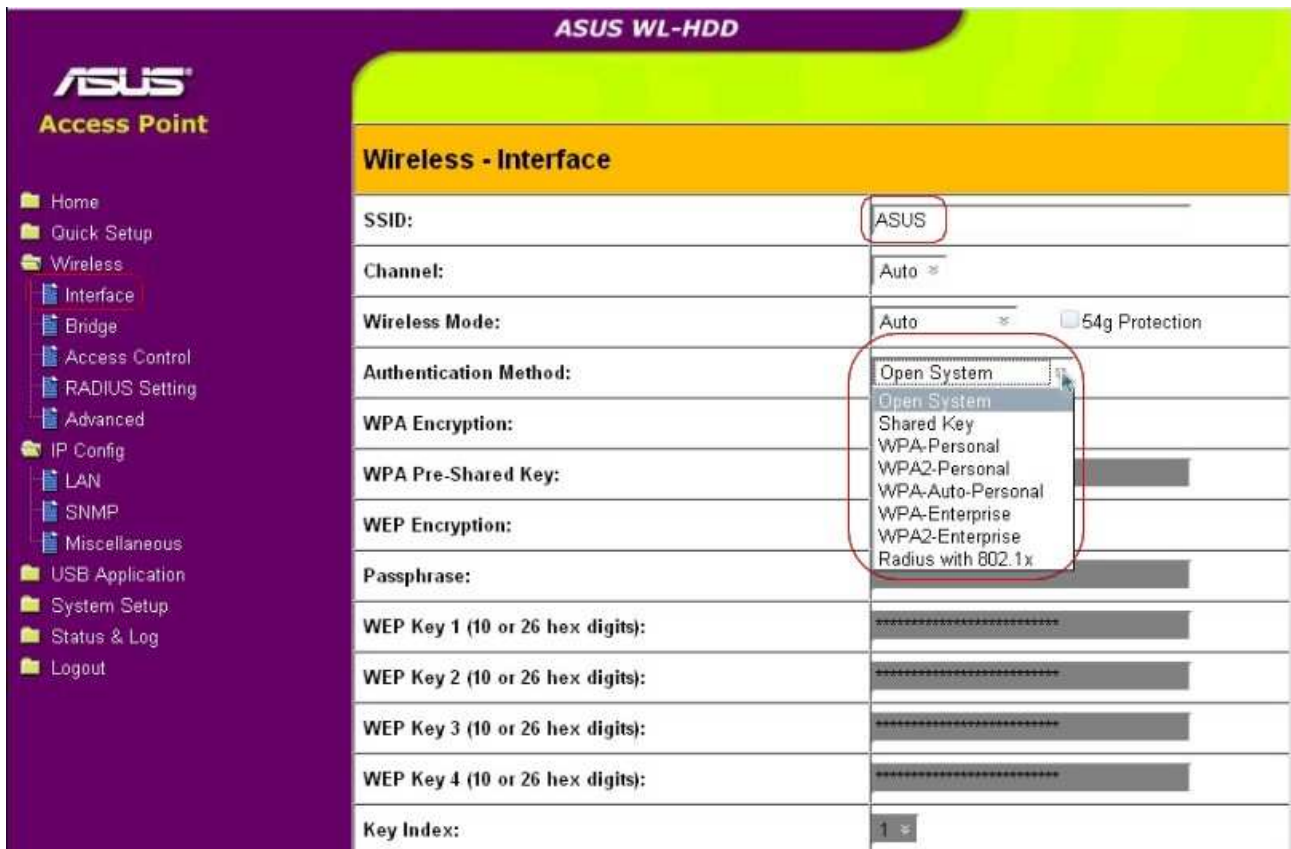 ASUS WL-HDD
ASUS
Access Point
Home
Quick Setup
Wireless
Interface
Bridge
Access Control
RADIUS Setting
Advanced
IP Config
LAN
SNMP
Miscellaneous
USB Application
System Setup
Status & Log
Logout
Wireless - Interface
SSID: ASUS
Channel: Auto
Wireless Mode: Auto 54g Protection
Authentication Method: Open System
Open System
Shared Key
WPA-Personal
WPA2-Personal
WPA-Auto-Personal
WPA-Enterprise
WPA2-Enterprise
Radius with 802.1x
WPA Encryption:
WPA Pre-Shared Key:
WEP Encryption:
Passphrase:
WEP Key 1 (10 or 26 hex digits): **************************
WEP Key 2 (10 or 26 hex digits): **************************
WEP Key 3 (10 or 26 hex digits): **************************
WEP Key 4 (10 or 26 hex digits): **************************
Key Index: 1